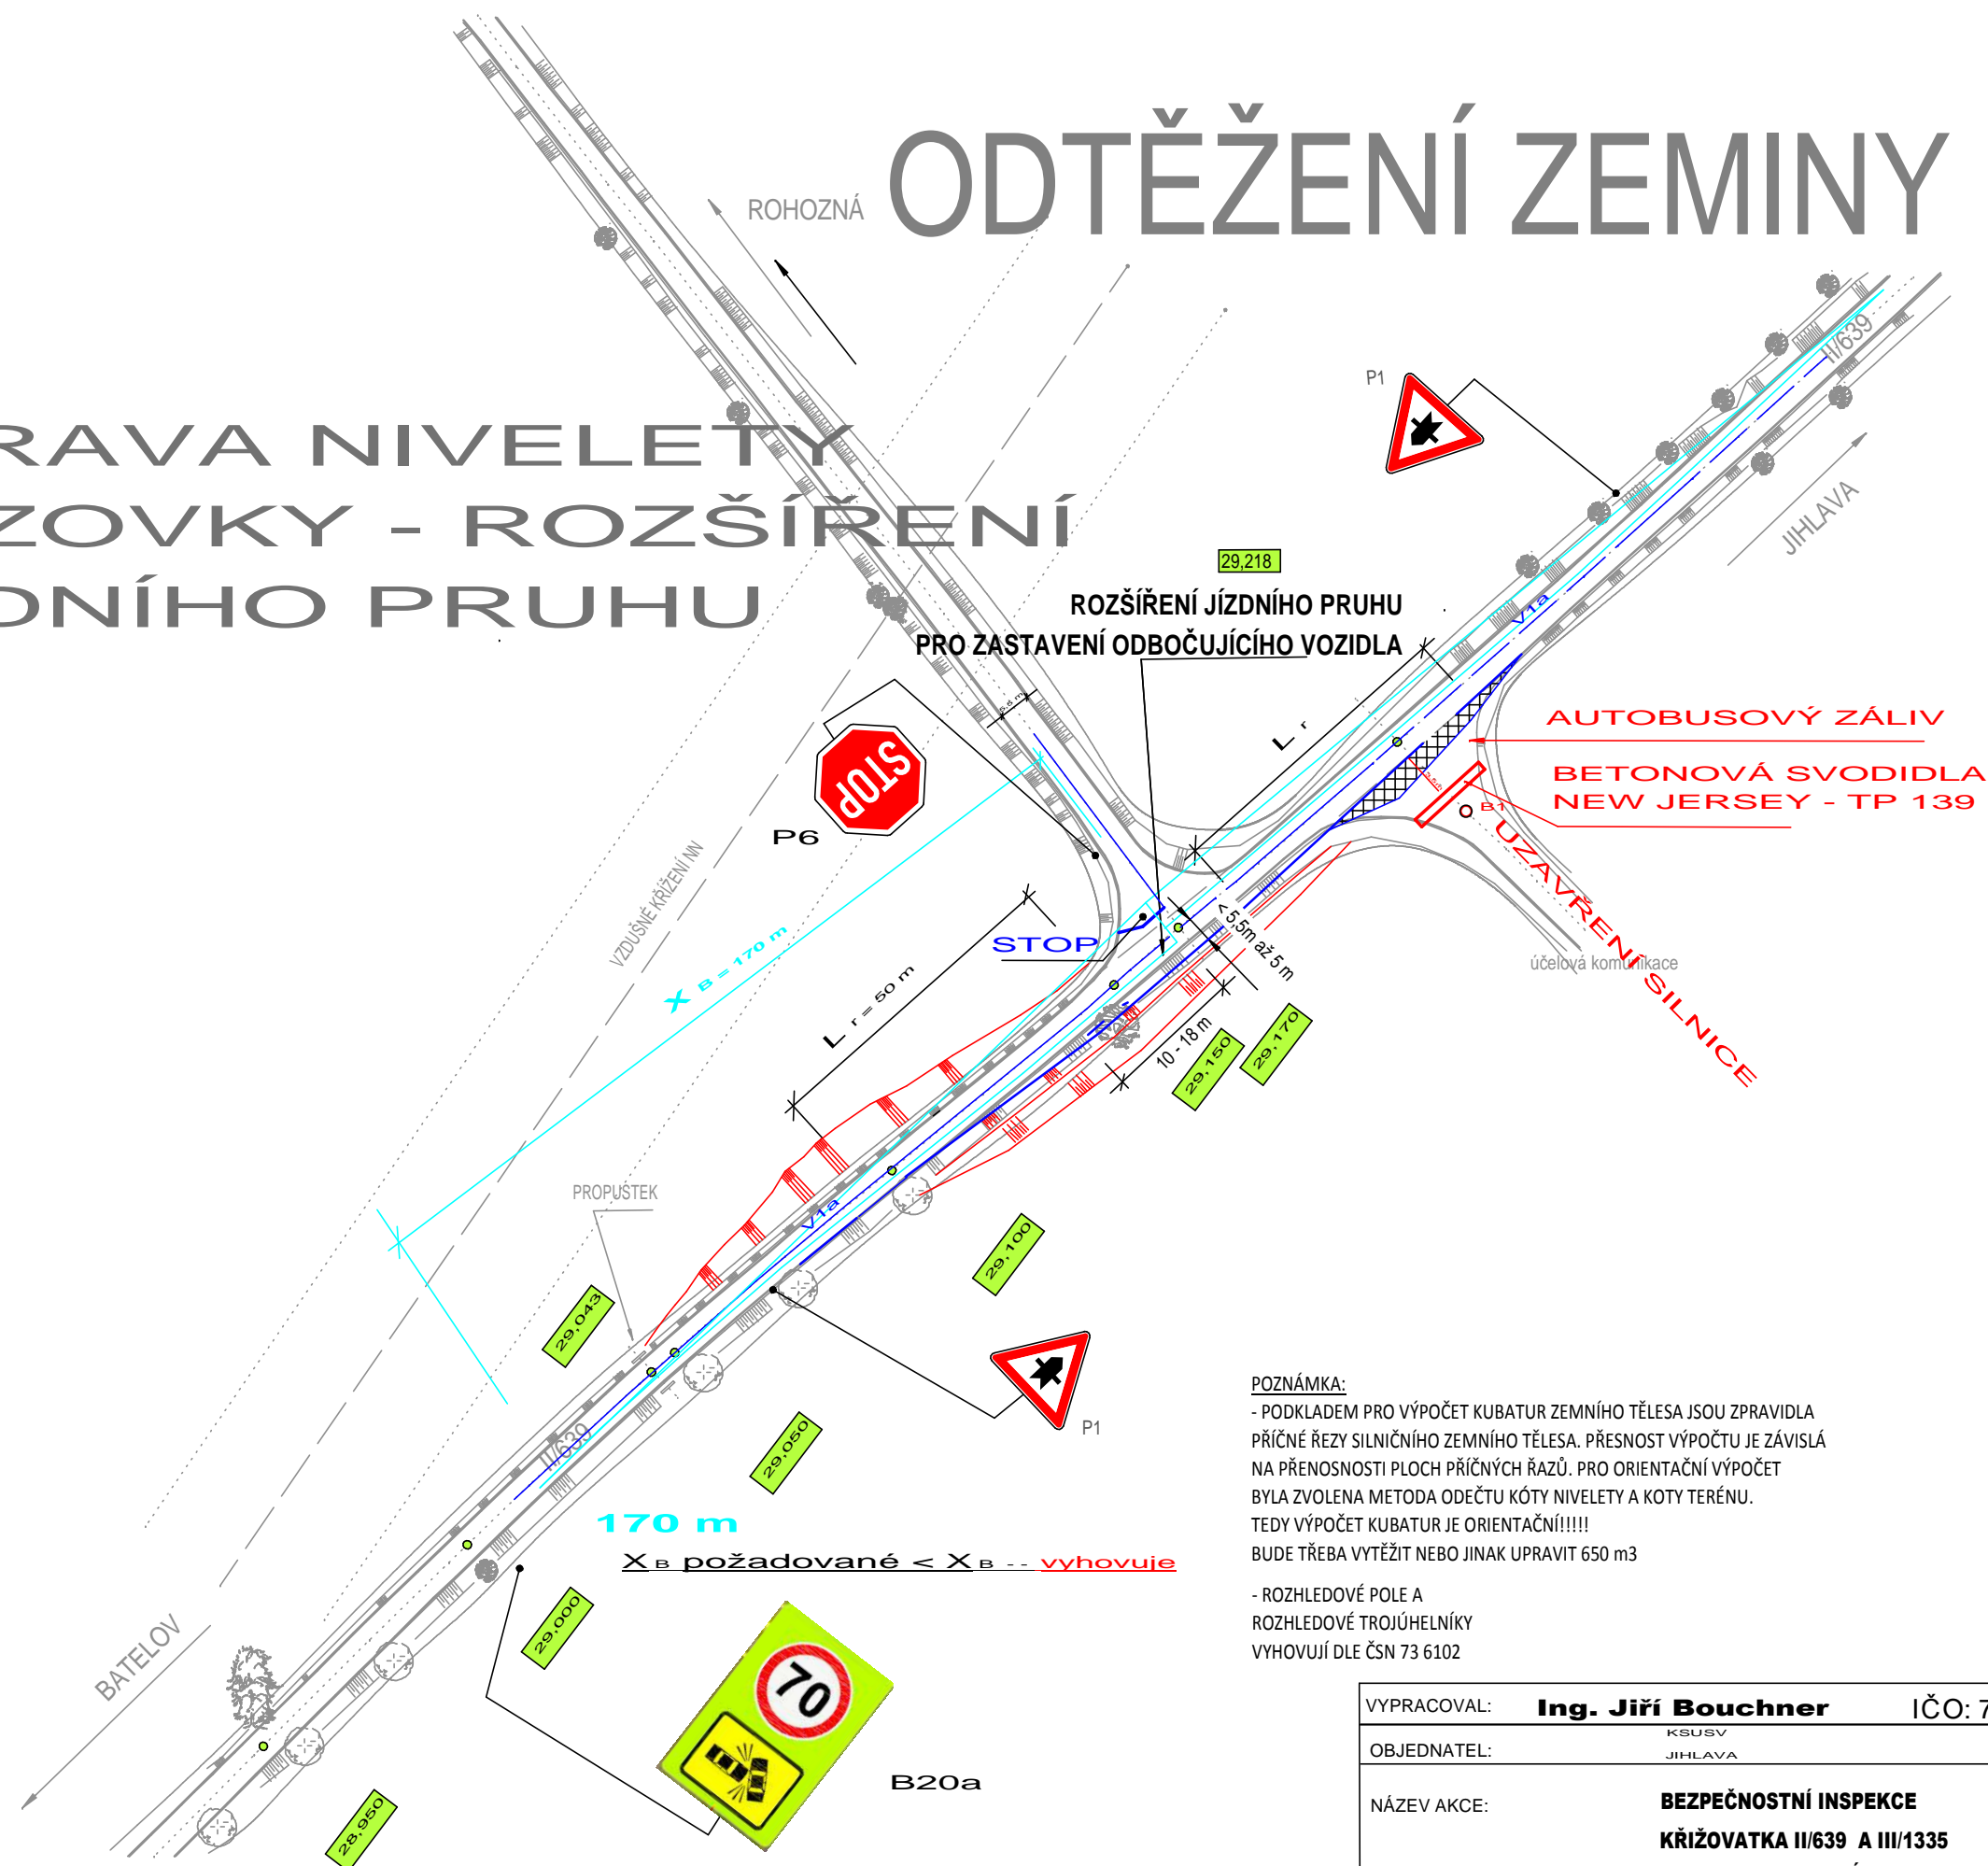 ODTĚŽENÍ ZEMINY
ROHOZNÁ
RAVA NIVELETY
ZOVKY - ROZŠÍŘENÍ
DNÍHO PRUHU
P1
II/639
JIHLAVA
29,218
ROZŠÍŘENÍ JÍZDNÍHO PRUHU
PRO ZASTAVENÍ ODBOČUJÍCÍHO VOZIDLA
V1a
L r
AUTOBUSOVÝ ZÁLIV
BETONOVÁ SVODIDLA
NEW JERSEY - TP 139
B1
UZAVŘENÍ SILNICE
účelová komunikace
STOP
P6
VZDUŠNÉ KŘÍŽENÍ NN
X B = 170 m
L r = 50 m
STOP
< 5,5m až 5 m
10 - 18 m
29,170
29,150
29,100
PROPUSTEK
V1a
29,043
P1
29,050
II/639
170 m
X B požadované < X B -- vyhovuje
29,000
BATELOV
70
B20a
28,950
POZNÁMKA:
- PODKLADEM PRO VÝPOČET KUBATUR ZEMNÍHO TĚLESA JSOU ZPRAVIDLA
PŘÍČNÉ ŘEZY SILNIČNÍHO ZEMNÍHO TĚLESA. PŘESNOST VÝPOČTU JE ZÁVISLÁ
NA PŘENOSNOSTI PLOCH PŘÍČNÝCH ŘAZŮ. PRO ORIENTAČNÍ VÝPOČET
BYLA ZVOLENA METODA ODEČTU KÓTY NIVELETY A KOTY TERÉNU.
TEDY VÝPOČET KUBATUR JE ORIENTAČNÍ!!!!!
BUDE TŘEBA VYTĚŽIT NEBO JINAK UPRAVIT 650 m3
- ROZHLEDOVÉ POLE A
ROZHLEDOVÉ TROJÚHELNÍKY
VYHOVUJÍ DLE ČSN 73 6102
VYPRACOVAL: Ing. Jiří Bouchner IČO: 7
OBJEDNATEL: KSUSV
JIHLAVA
NÁZEV AKCE: BEZPEČNOSTNÍ INSPEKCE
KŘIŽOVATKA II/639 A III/1335